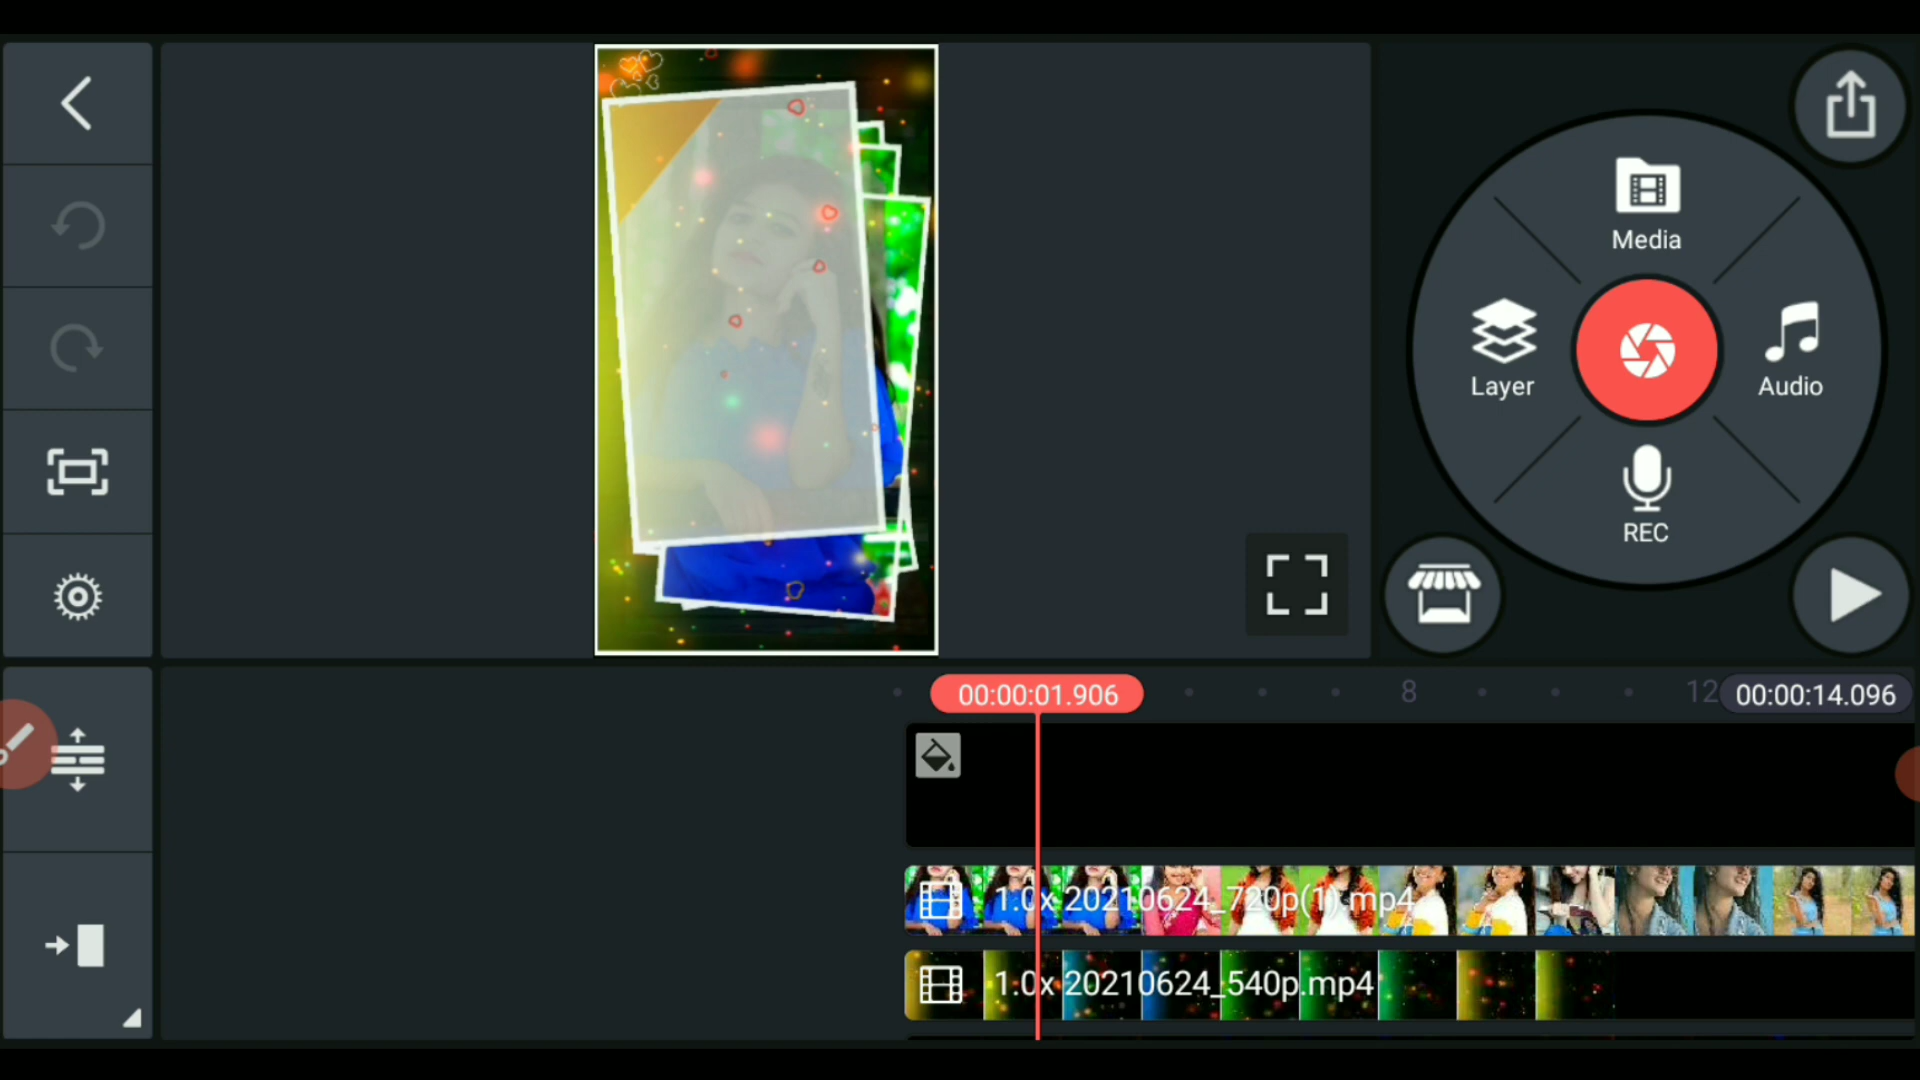 Media
Layer
Audio
REC
00:00:01.906
8
12
00:00:14.096
1.0x 20210624_720p(1).mp4
1.0x 20210624_540p.mp4